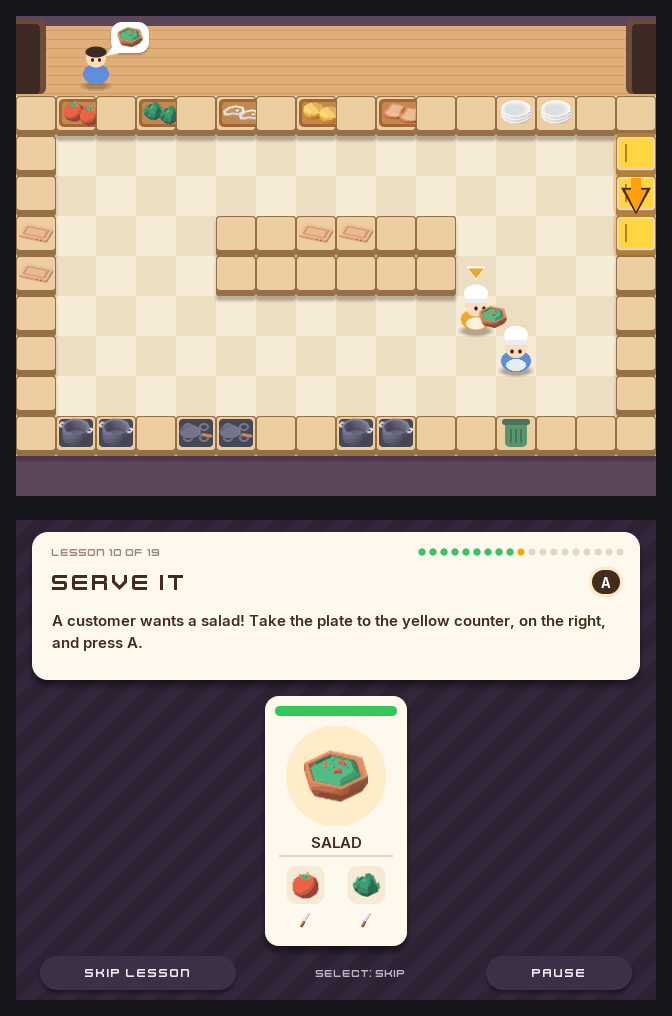 LESSON 10 OF 19
SERVE IT
A
A customer wants a salad! Take the plate to the yellow counter, on the right,
and press A.
SALAD
SKIP LESSON
SELECT: SKIP
PAUSE